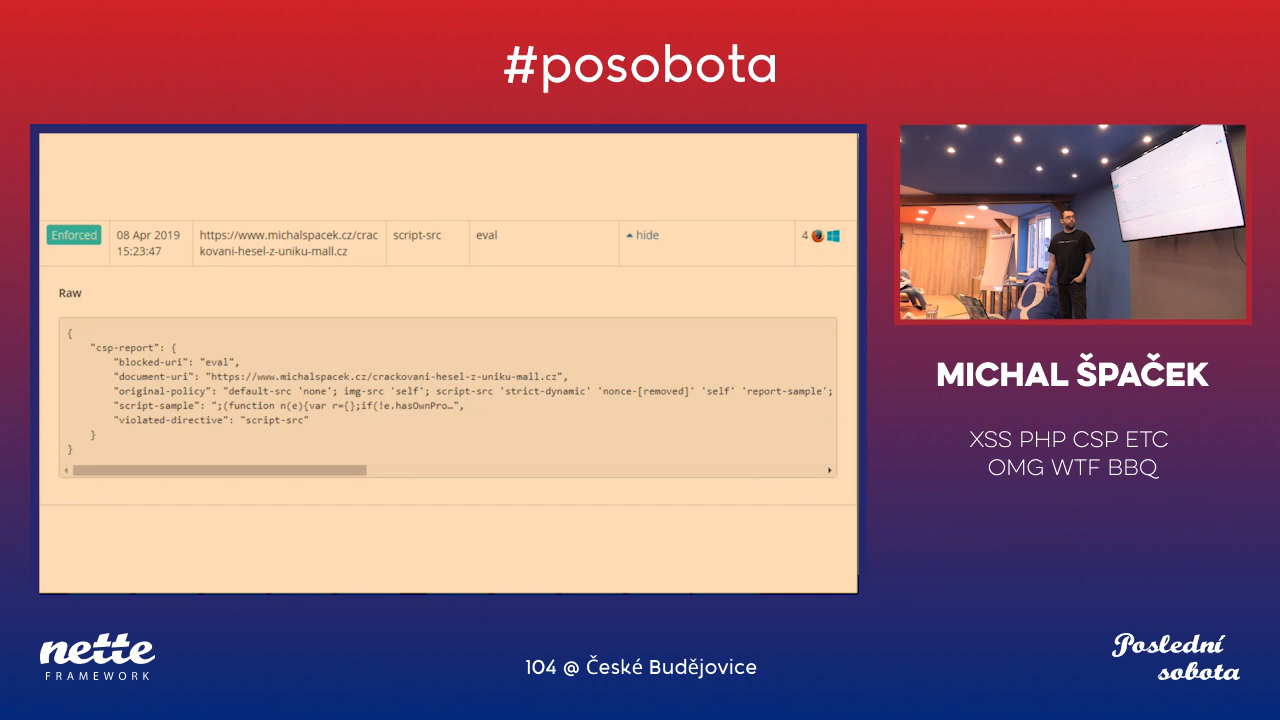 #posobota
Enforced
08 Apr 2019
15:23:47
https://www.michalspacek.cz/crac
kovani-hesel-z-uniku-mall.cz
script-src
eval
hide
4
Raw
{
"csp-report": {
"blocked-uri": "eval",
"document-uri": "https://www.michalspacek.cz/crackovani-hesel-z-uniku-mall.cz",
"original-policy": "default-src 'none'; img-src 'self'; script-src 'strict-dynamic' 'nonce-[removed]' 'self' 'report-sample';
"script-sample": ";(function n(e){var r={};if(!e.hasOwnPro…",
"violated-directive": "script-src"
}
}
MICHAL ŠPAČEK
XSS PHP CSP ETC
OMG WTF BBQ
nette
FRAMEWORK
104 @ České Budějovice
Poslední
sobota